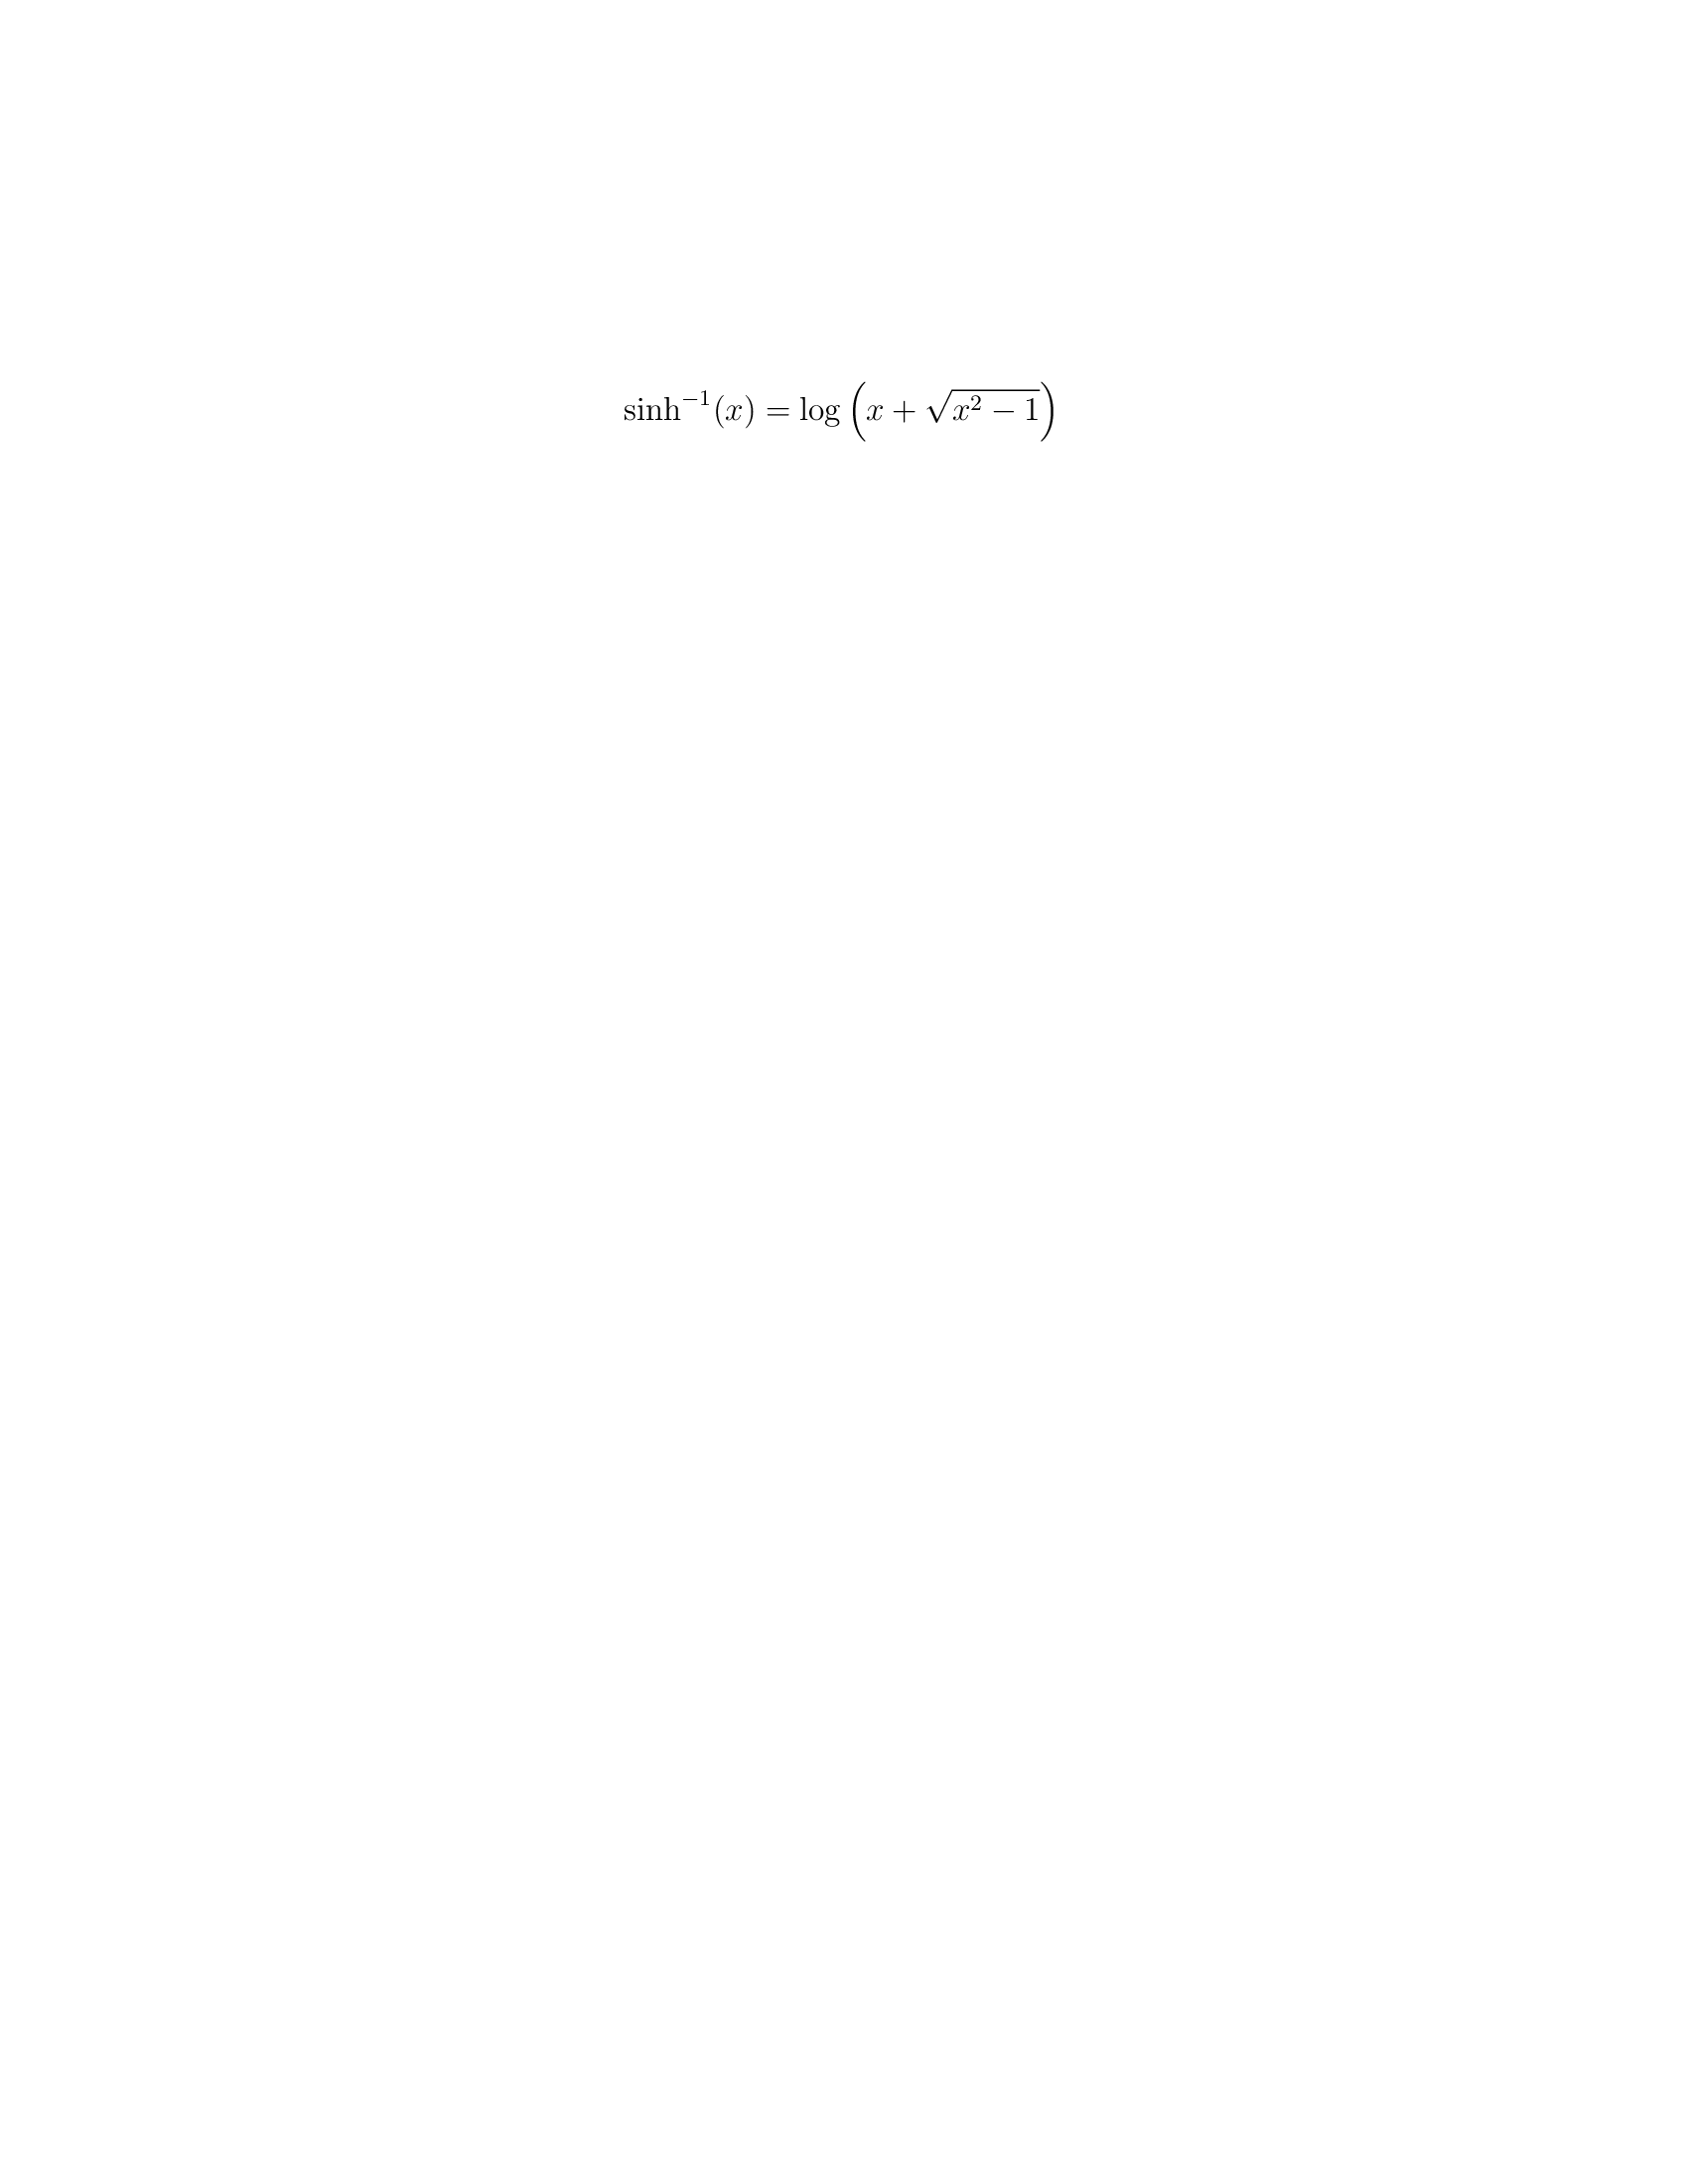 sinh⁻¹(x) = log (x + √(x² − 1))